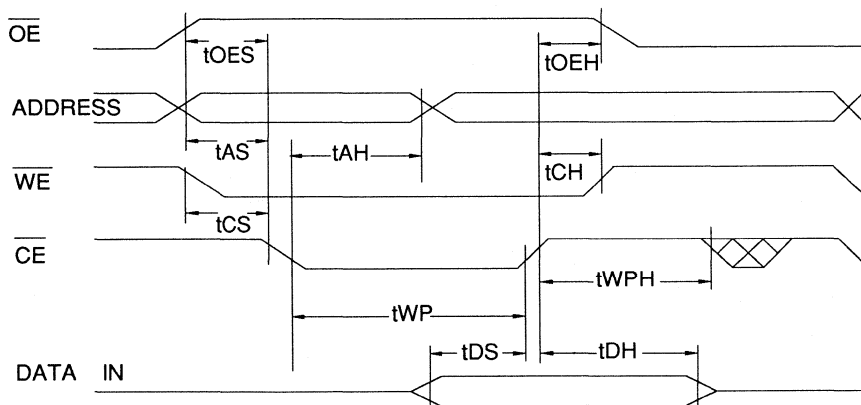 OE
tOES
tOEH
ADDRESS
tAS
tAH
tCH
WE
tCS
CE
tWPH
tWP
tDS
tDH
DATA IN